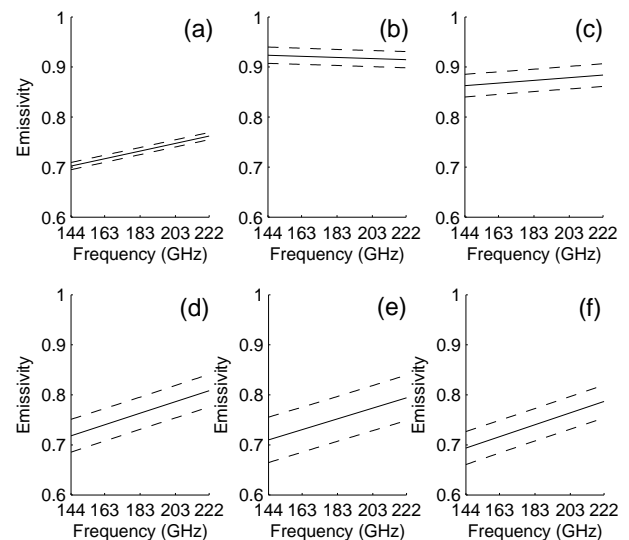 (a) (b) (c)
1 1 1
0.9 0.9 0.9
0.8 0.8 0.8
0.7 0.7 0.7
0.6 0.6 0.6
Emissivity
144 163 183 203 222 144 163 183 203 222 144 163 183 203 222
Frequency (GHz) Frequency (GHz) Frequency (GHz)
(d) (e) (f)
1 1 1
0.9 0.9 0.9
0.8 0.8 0.8
0.7 0.7 0.7
0.6 0.6 0.6
Emissivity Emissivity Emissivity
144 163 183 203 222 144 163 183 203 222 144 163 183 203 222
Frequency (GHz) Frequency (GHz) Frequency (GHz)